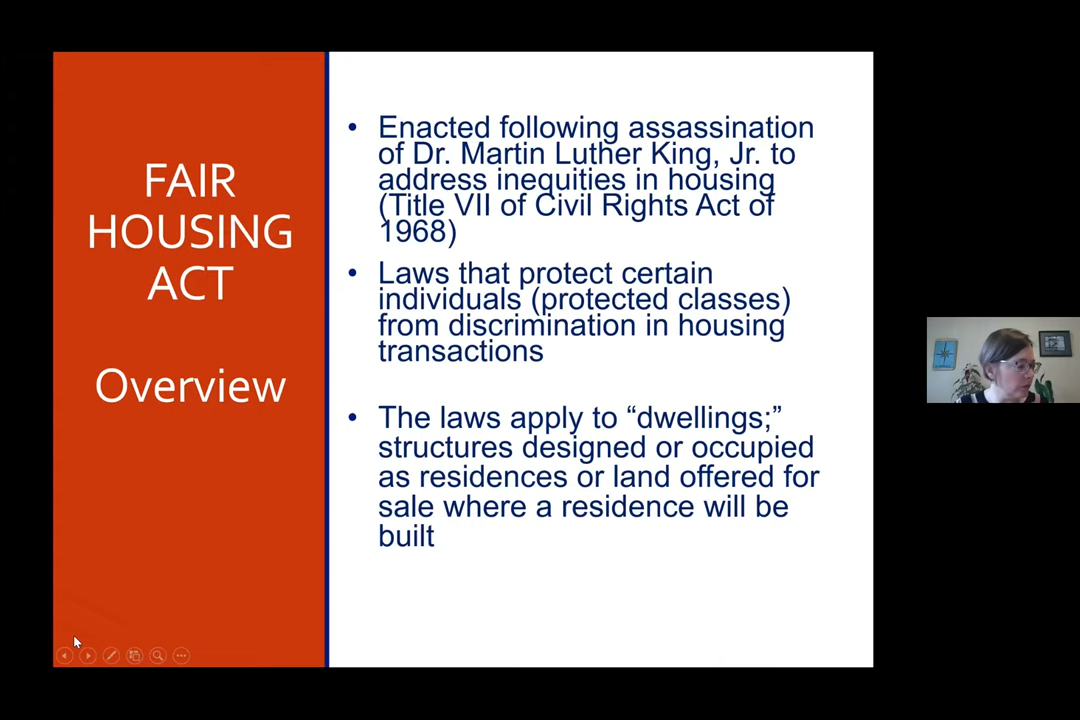 FAIR
HOUSING
ACT
Overview
• Enacted following assassination
of Dr. Martin Luther King, Jr. to
address inequities in housing
(Title VII of Civil Rights Act of
1968)
• Laws that protect certain
individuals (protected classes)
from discrimination in housing
transactions
• The laws apply to “dwellings;”
structures designed or occupied
as residences or land offered for
sale where a residence will be
built